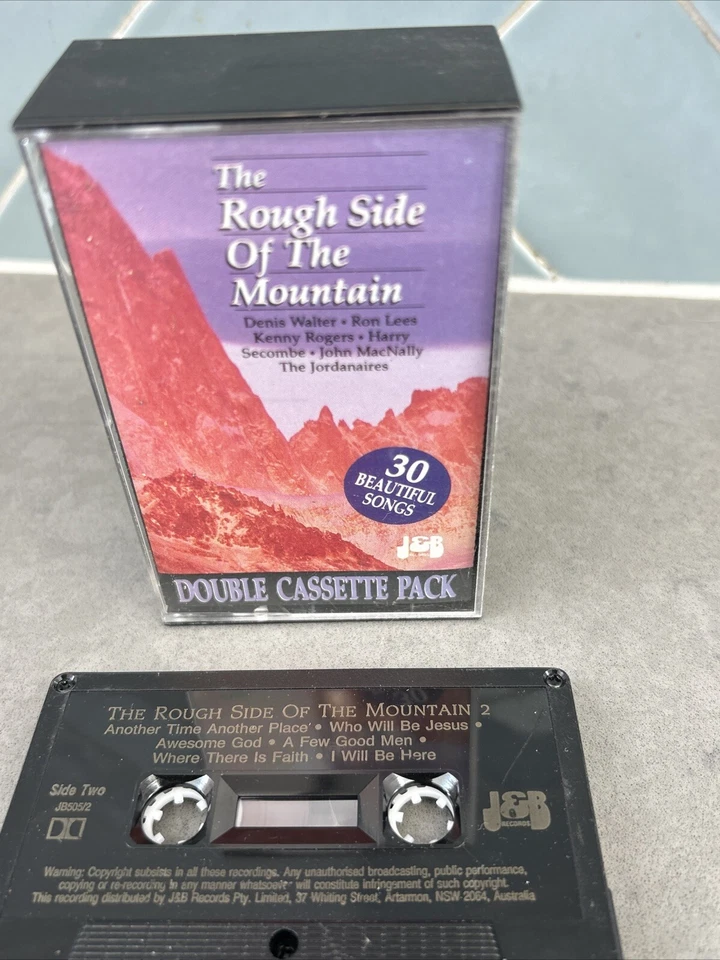 The
Rough Side
Of The
Mountain
Denis Walter • Ron Lees
Kenny Rogers • Harry
Secombe • John MacNally
The Jordanaires
30
BEAUTIFUL
SONGS
J&B
DOUBLE CASSETTE PACK
THE ROUGH SIDE OF THE MOUNTAIN 2
Another Time Another Place • Who Will Be Jesus •
Awesome God • A Few Good Men •
Where There Is Faith • I Will Be Here
Side Two
JB505/2
J&B
RECORDS
Warning: Copyright subsists in all these recordings. Any unauthorised broadcasting, public performance,
copying or re-recording in any manner whatsoever will constitute infringement of such copyright.
This recording distributed by J&B Records Pty. Limited, 37 Whiting Street, Artarmon, NSW 2064, Australia